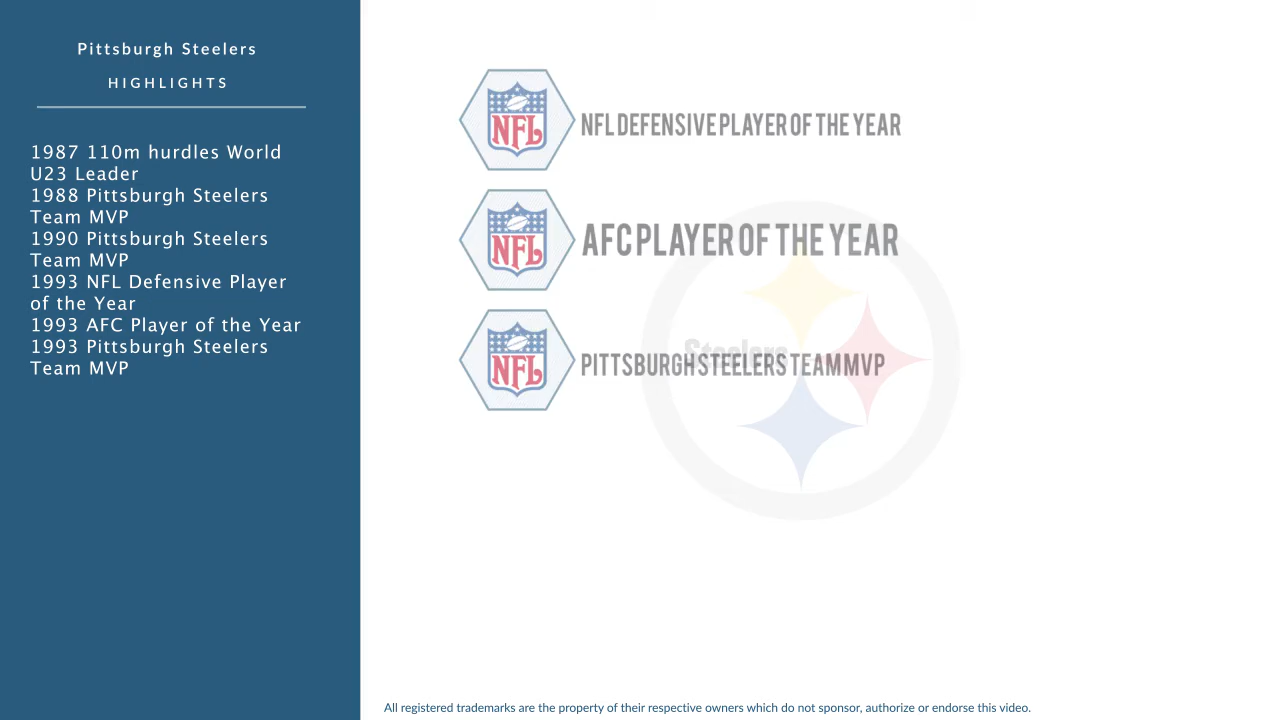 Pittsburgh Steelers
HIGHLIGHTS
1987 110m hurdles World
U23 Leader
1988 Pittsburgh Steelers
Team MVP
1990 Pittsburgh Steelers
Team MVP
1993 NFL Defensive Player
of the Year
1993 AFC Player of the Year
1993 Pittsburgh Steelers
Team MVP
NFL
NFL DEFENSIVE PLAYER OF THE YEAR
NFL
AFC PLAYER OF THE YEAR
NFL
Steelers
PITTSBURGH STEELERS TEAM MVP
All registered trademarks are the property of their respective owners which do not sponsor, authorize or endorse this video.